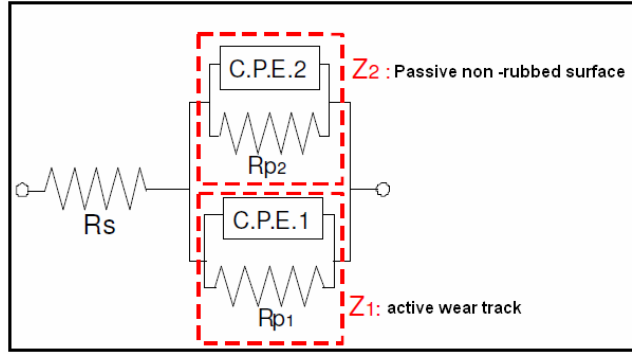 C.P.E.2
Z2 : Passive non -rubbed surface
Rp2
Rs
C.P.E.1
Rp1
Z1: active wear track